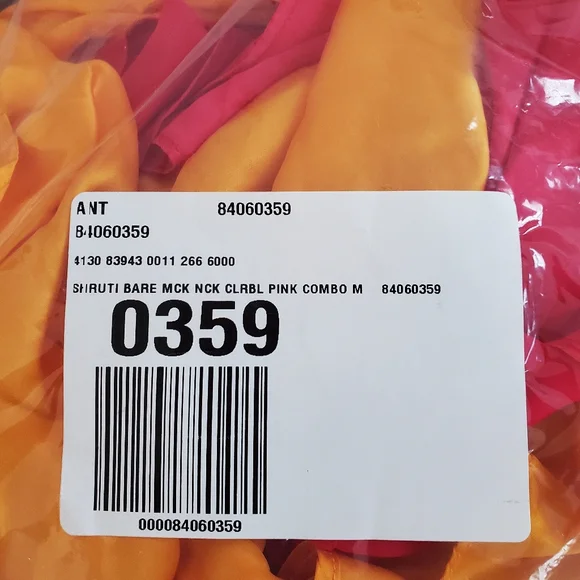 ANT 84060359
84060359
4130 83943 0011 266 6000
SHRUTI BARE MCK NCK CLRBL PINK COMBO M 84060359
0359
000084060359